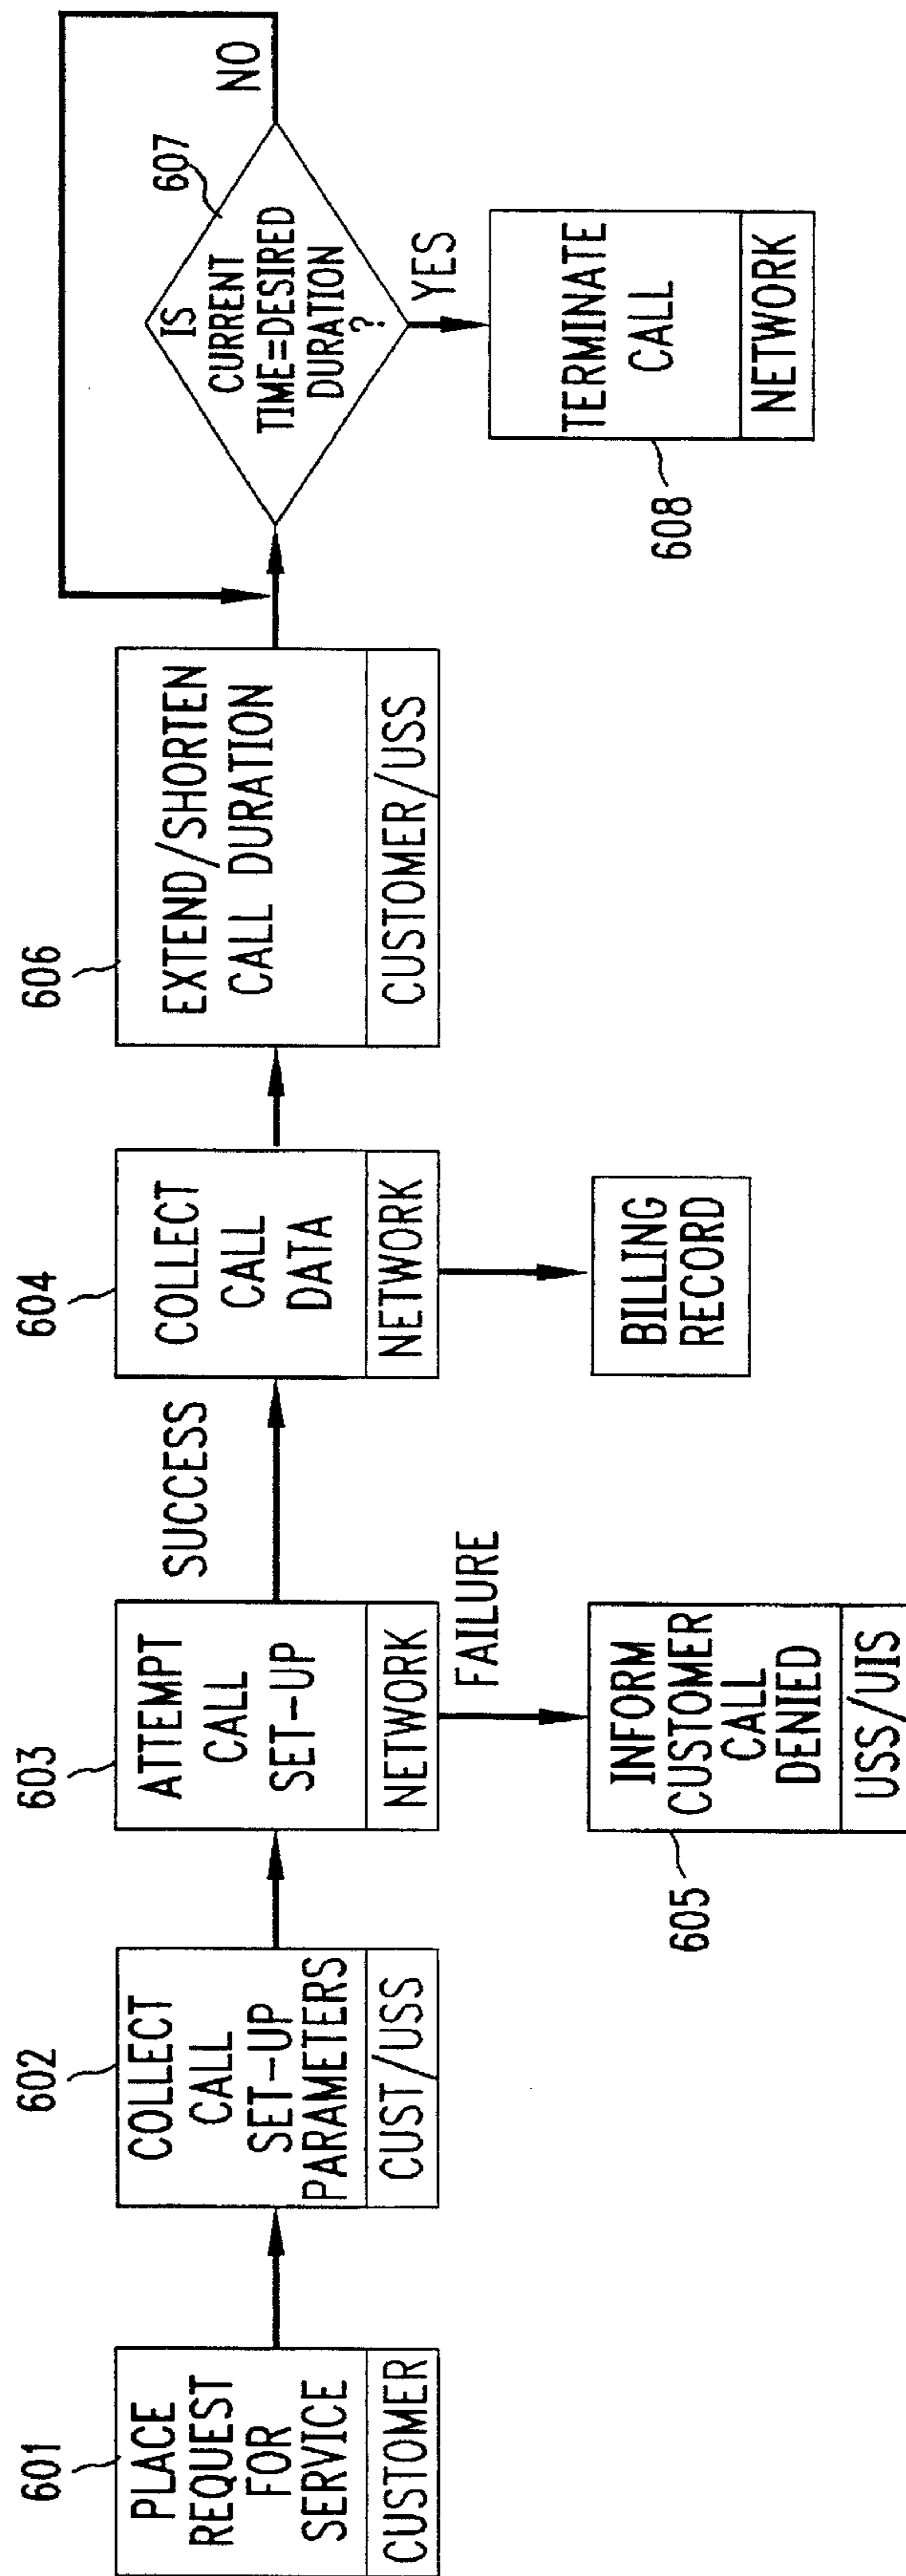 601
PLACE
REQUEST
FOR
SERVICE
CUSTOMER
602
COLLECT
CALL
SET-UP
PARAMETERS
CUST/USS
603
ATTEMPT
CALL
SET-UP
NETWORK
SUCCESS
FAILURE
605
INFORM
CUSTOMER
CALL
DENIED
USS/UIS
604
COLLECT
CALL
DATA
NETWORK
BILLING
RECORD
606
EXTEND/SHORTEN
CALL DURATION
CUSTOMER/USS
607
IS
CURRENT
TIME=DESIRED
DURATION
?
NO
YES
608
TERMINATE
CALL
NETWORK